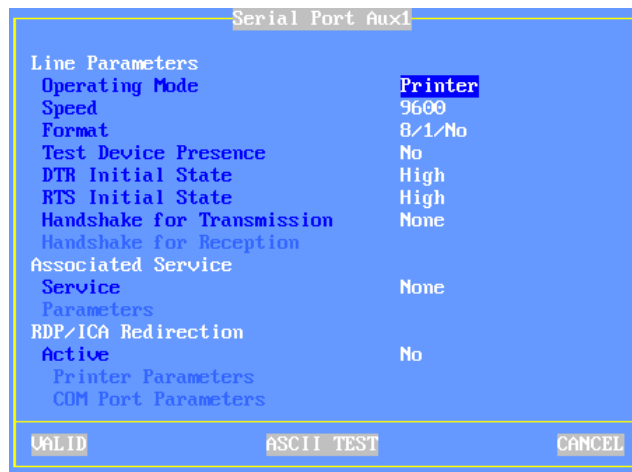 Serial Port Aux1
Line Parameters
Operating Mode Printer
Speed 9600
Format 8/1/No
Test Device Presence No
DTR Initial State High
RTS Initial State High
Handshake for Transmission None
Handshake for Reception
Associated Service
Service None
Parameters
RDP/ICA Redirection
Active No
Printer Parameters
COM Port Parameters
VALID ASCII TEST CANCEL